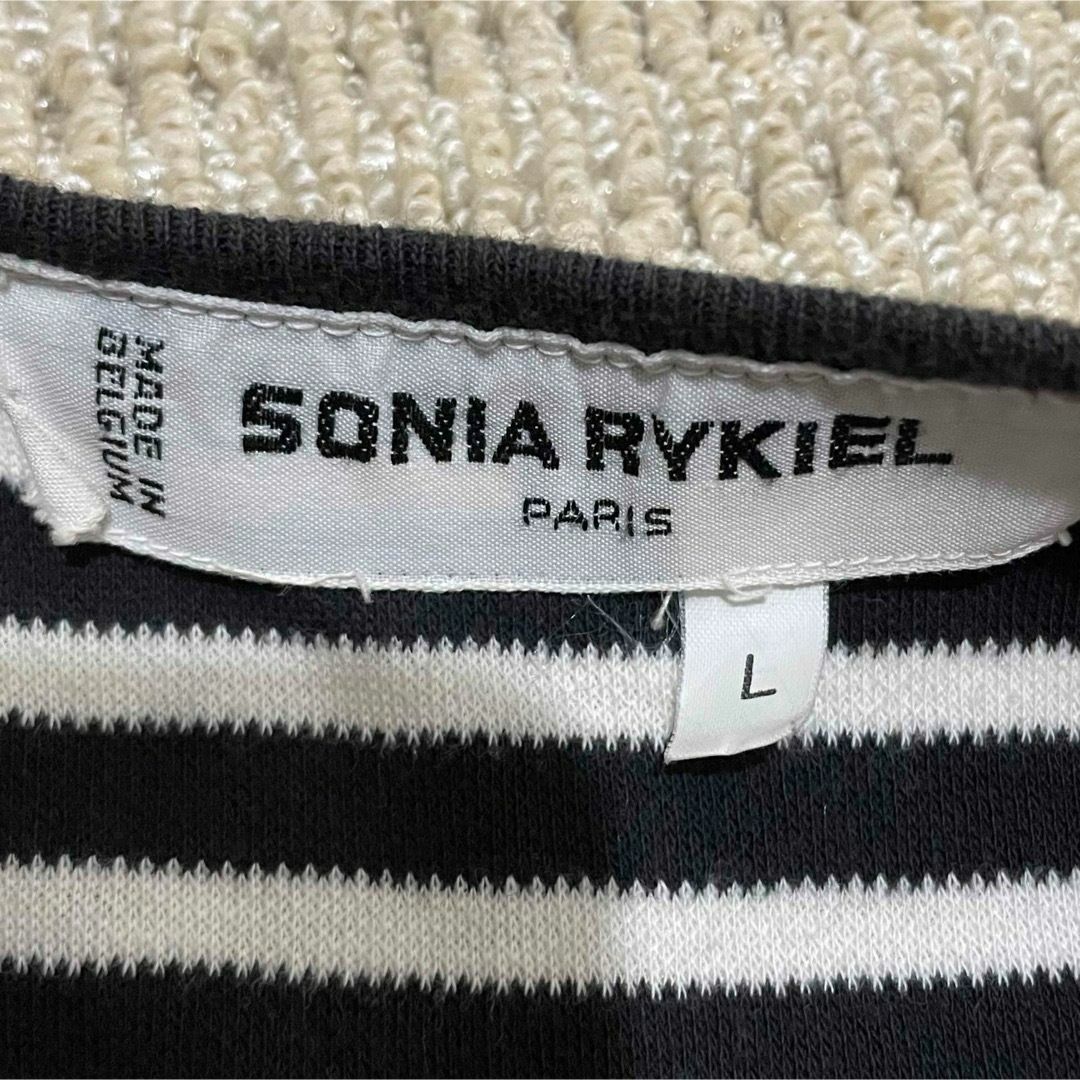 MADE IN
BELGIUM
SONIA RYKIEL
PARIS
L